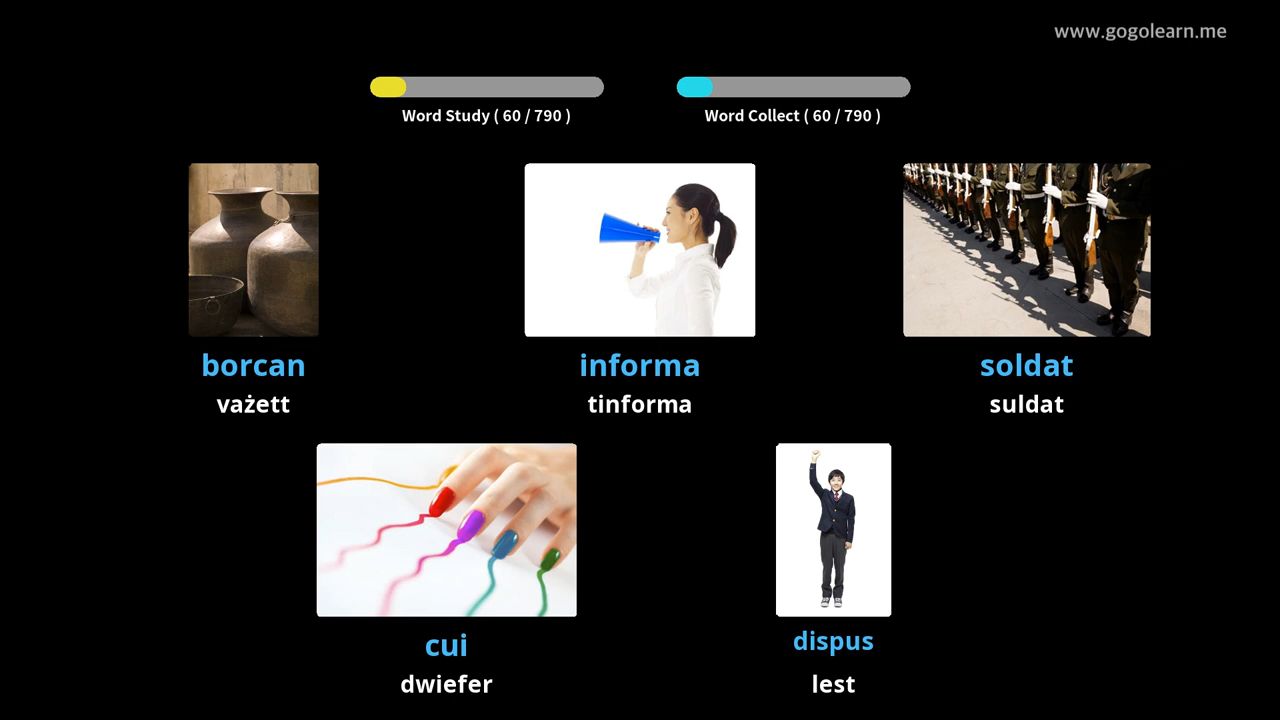 www.gogolearn.me
Word Study ( 60 / 790 )
Word Collect ( 60 / 790 )
borcan
vażett
informa
tinforma
soldat
suldat
cui
dwiefer
dispus
lest